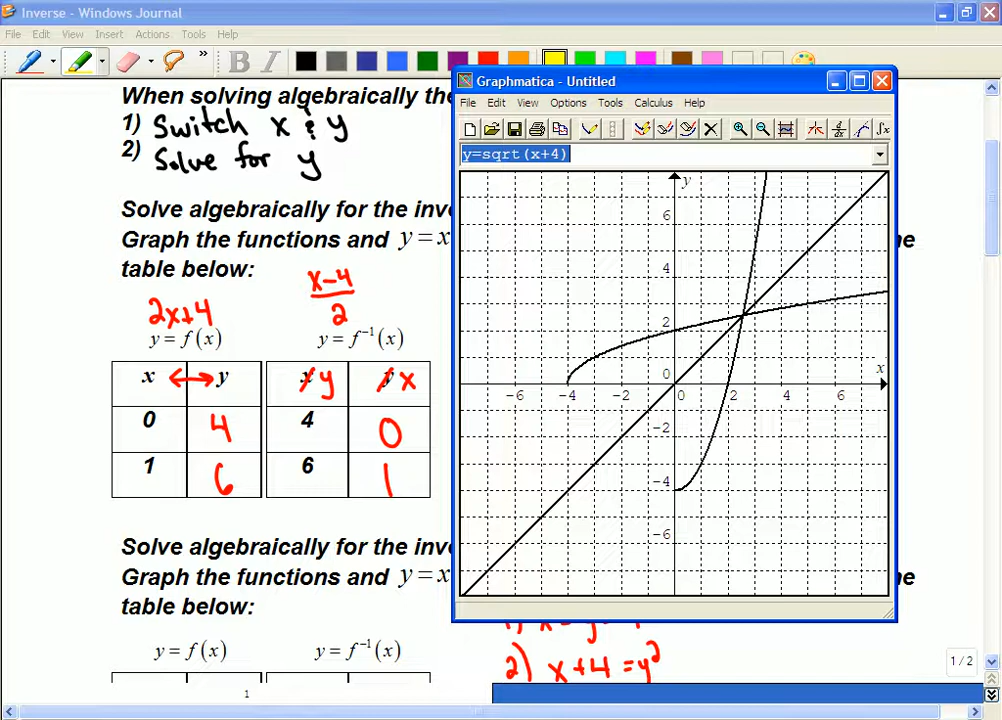 Inverse - Windows Journal
File Edit View Insert Actions Tools Help
B I
When solving algebraically the
1) Switch x & y
2) Solve for y
Solve algebraically for the inve
Graph the functions and y = x
table below:
2x+4
x-4
2
y = f(x) y = f⁻¹(x)
x ↔ y x y y x
0 4 4 0
1 6 6 1
Solve algebraically for the inve
Graph the functions and y = x
table below:
y = f(x) y = f⁻¹(x)
1
he
he
2) x+4 = y²
1 / 2
Graphmatica - Untitled
File Edit View Options Tools Calculus Help
y=sqrt(x+4)
y
6
4
2
0
x
-6 -4 -2 0 2 4 6
-2
-4
-6